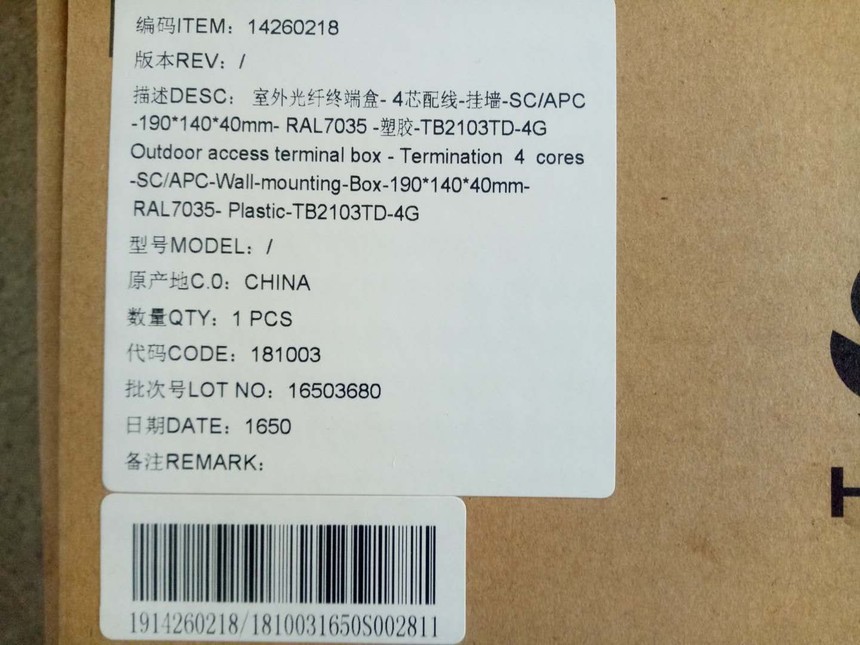 编码ITEM：14260218
版本REV：/
描述DESC： 室外光纤终端盒- 4芯配线-挂墙-SC/APC
-190*140*40mm- RAL7035 -塑胶-TB2103TD-4G
Outdoor access terminal box - Termination 4 cores
-SC/APC-Wall-mounting-Box-190*140*40mm-
RAL7035- Plastic-TB2103TD-4G
型号MODEL：/
原产地C.0：CHINA
数量QTY：1 PCS
代码CODE：181003
批次号LOT NO：16503680
日期DATE：1650
备注REMARK：
1914260218/1810031650S002811
H